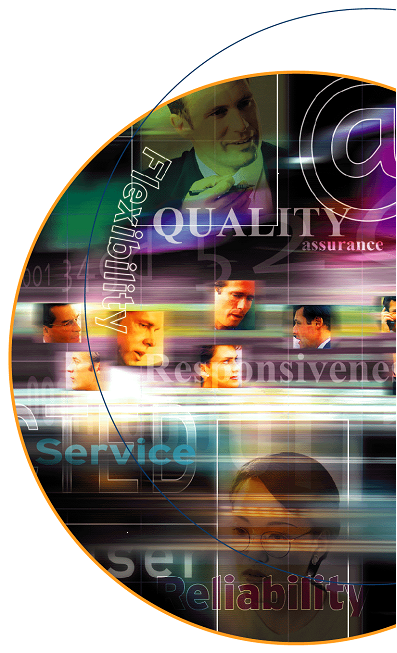 @
Flexibility
QUALITY
assurance
Responsivene
Service
Reliability